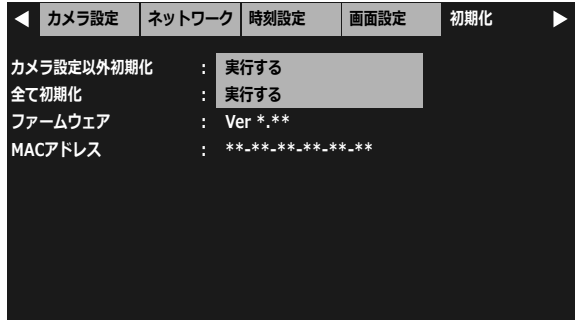 ◀ カメラ設定 ネットワーク 時刻設定 画面設定 初期化 ▶
カメラ設定以外初期化 : 実行する
全て初期化 : 実行する
ファームウェア : Ver *.**
MACアドレス : **-**-**-**-**-**